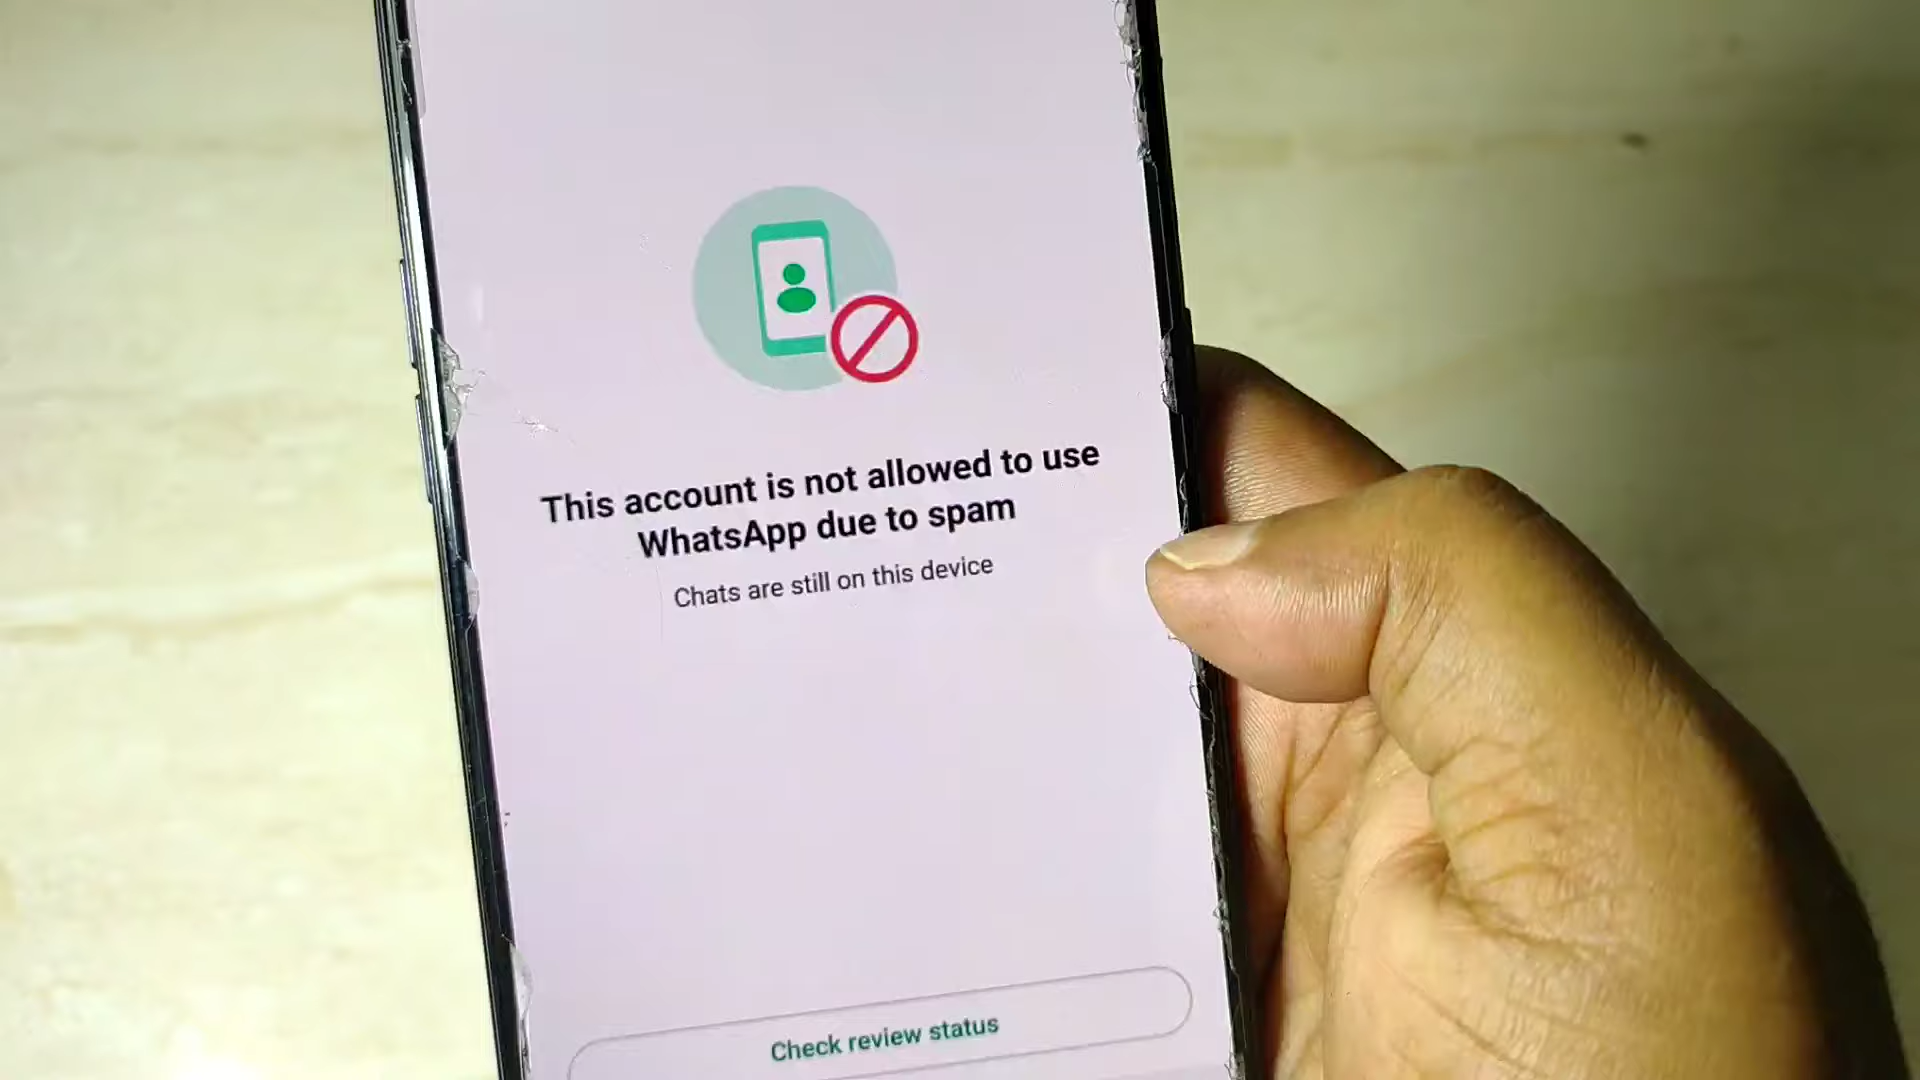 This account is not allowed to use
WhatsApp due to spam
Chats are still on this device
Check review status